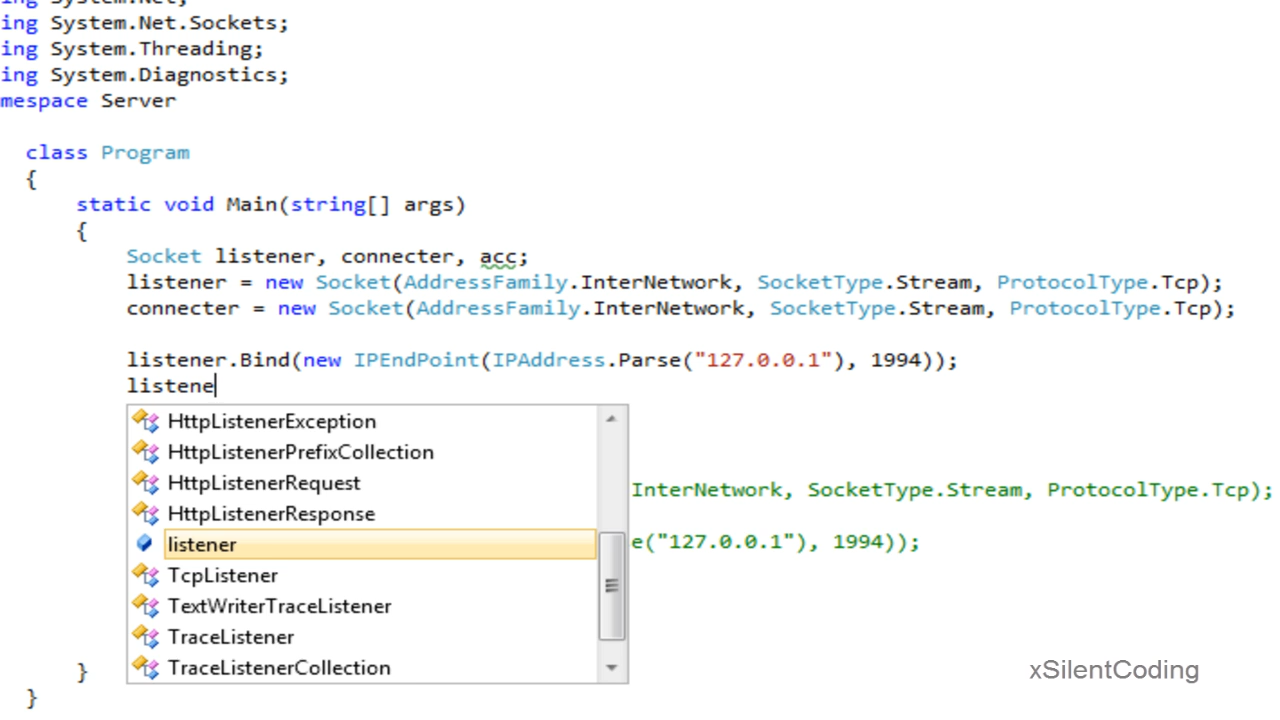 ing System.Net;
ing System.Net.Sockets;
ing System.Threading;
ing System.Diagnostics;
mespace Server
class Program
{
static void Main(string[] args)
{
Socket listener, connecter, acc;
listener = new Socket(AddressFamily.InterNetwork, SocketType.Stream, ProtocolType.Tcp);
connecter = new Socket(AddressFamily.InterNetwork, SocketType.Stream, ProtocolType.Tcp);
listener.Bind(new IPEndPoint(IPAddress.Parse("127.0.0.1"), 1994));
listene
HttpListenerException
HttpListenerPrefixCollection
HttpListenerRequest
InterNetwork, SocketType.Stream, ProtocolType.Tcp);
HttpListenerResponse
listener
e("127.0.0.1"), 1994));
TcpListener
TextWriterTraceListener
TraceListener
TraceListenerCollection
}
xSilentCoding
}